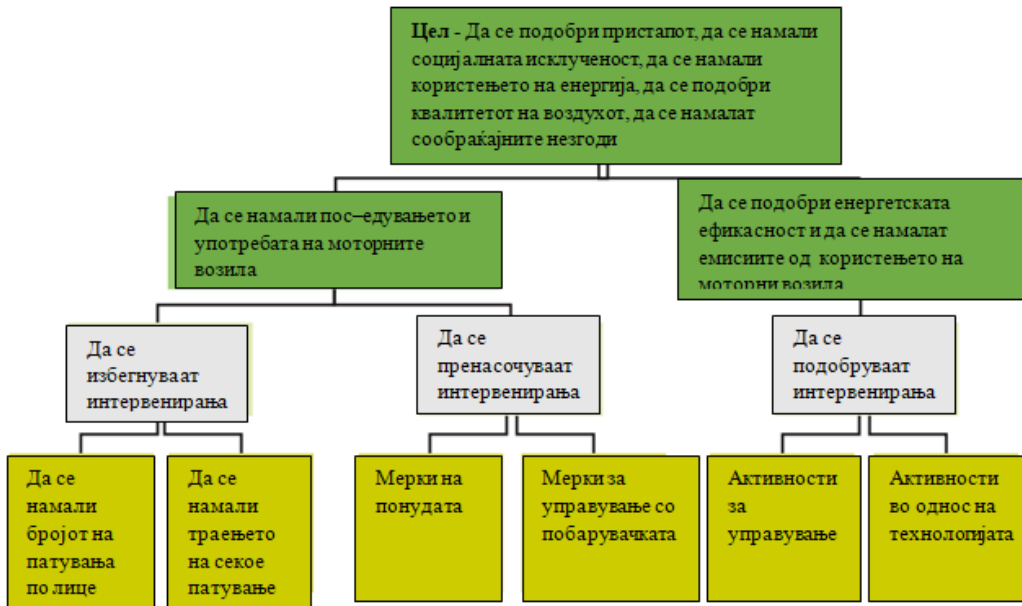 Цел - Да се подобри пристапот, да се намали
социјалната исклученост, да се намали
користењето на енергија, да се подобри
квалитетот на воздухот, да се намалат
сообраќајните незгоди
Да се намали пос–едувањето и
употребата на моторните
возила
Да се подобри енергетската
ефикасност и да се намалат
емисиите од користењето на
моторни возила
Да се
избегнуваат
интервенирања
Да се
пренасочуваат
интервенирања
Да се
подобруваат
интервенирања
Да се
намали
бројот на
патувања
по лице
Да се
намали
траењето
на секое
патување
Мерки на
понудата
Мерки за
управување со
побарувачката
Активности
за
управување
Активности
во однос на
технологијата